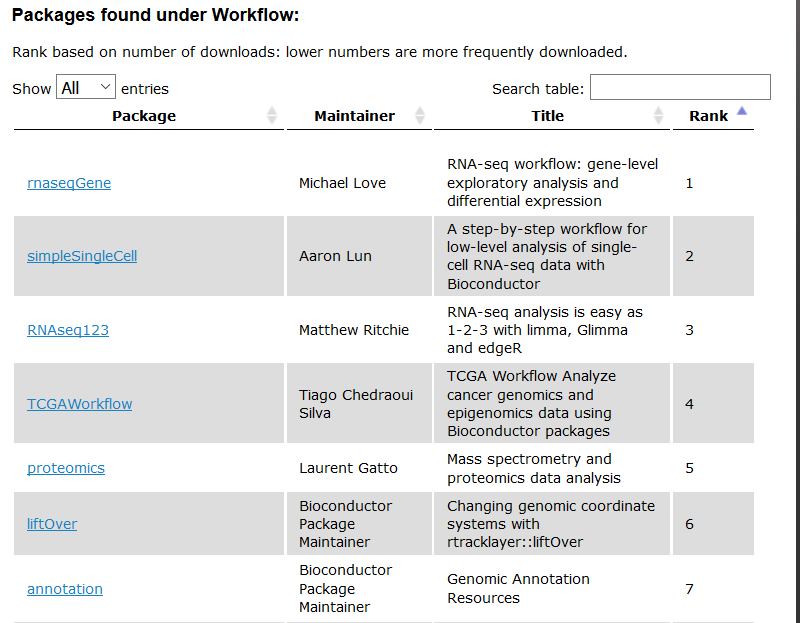 Packages found under Workflow:
Rank based on number of downloads: lower numbers are more frequently downloaded.
Show All entries Search table:
Package Maintainer Title Rank
rnaseqGene Michael Love RNA-seq workflow: gene-level
exploratory analysis and
differential expression 1
simpleSingleCell Aaron Lun A step-by-step workflow for
low-level analysis of single-
cell RNA-seq data with
Bioconductor 2
RNAseq123 Matthew Ritchie RNA-seq analysis is easy as
1-2-3 with limma, Glimma
and edgeR 3
TCGAWorkflow Tiago Chedraoui
Silva TCGA Workflow Analyze
cancer genomics and
epigenomics data using
Bioconductor packages 4
proteomics Laurent Gatto Mass spectrometry and
proteomics data analysis 5
liftOver Bioconductor
Package
Maintainer Changing genomic coordinate
systems with
rtracklayer::liftOver 6
annotation Bioconductor
Package
Maintainer Genomic Annotation
Resources 7